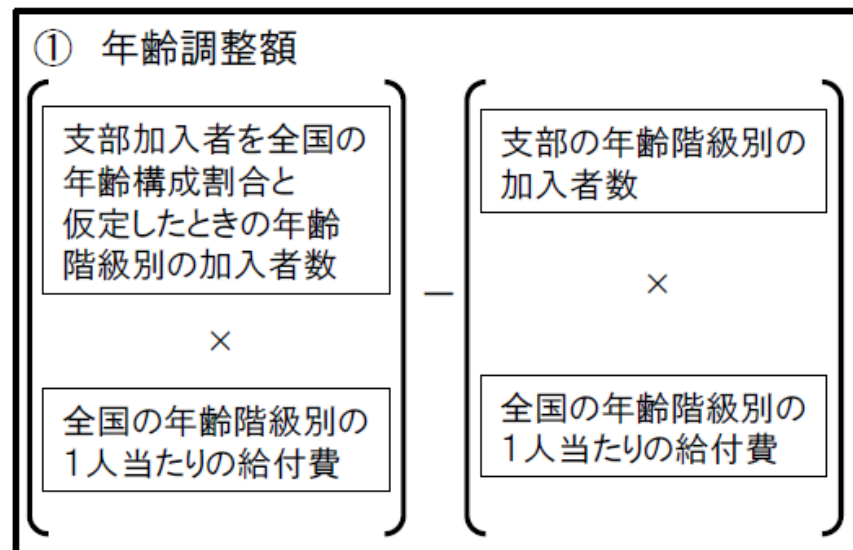 ① 年齢調整額
支部加入者を全国の
年齢構成割合と
仮定したときの年齢
階級別の加入者数
×
全国の年齢階級別の
1人当たりの給付費
－
支部の年齢階級別の
加入者数
×
全国の年齢階級別の
1人当たりの給付費